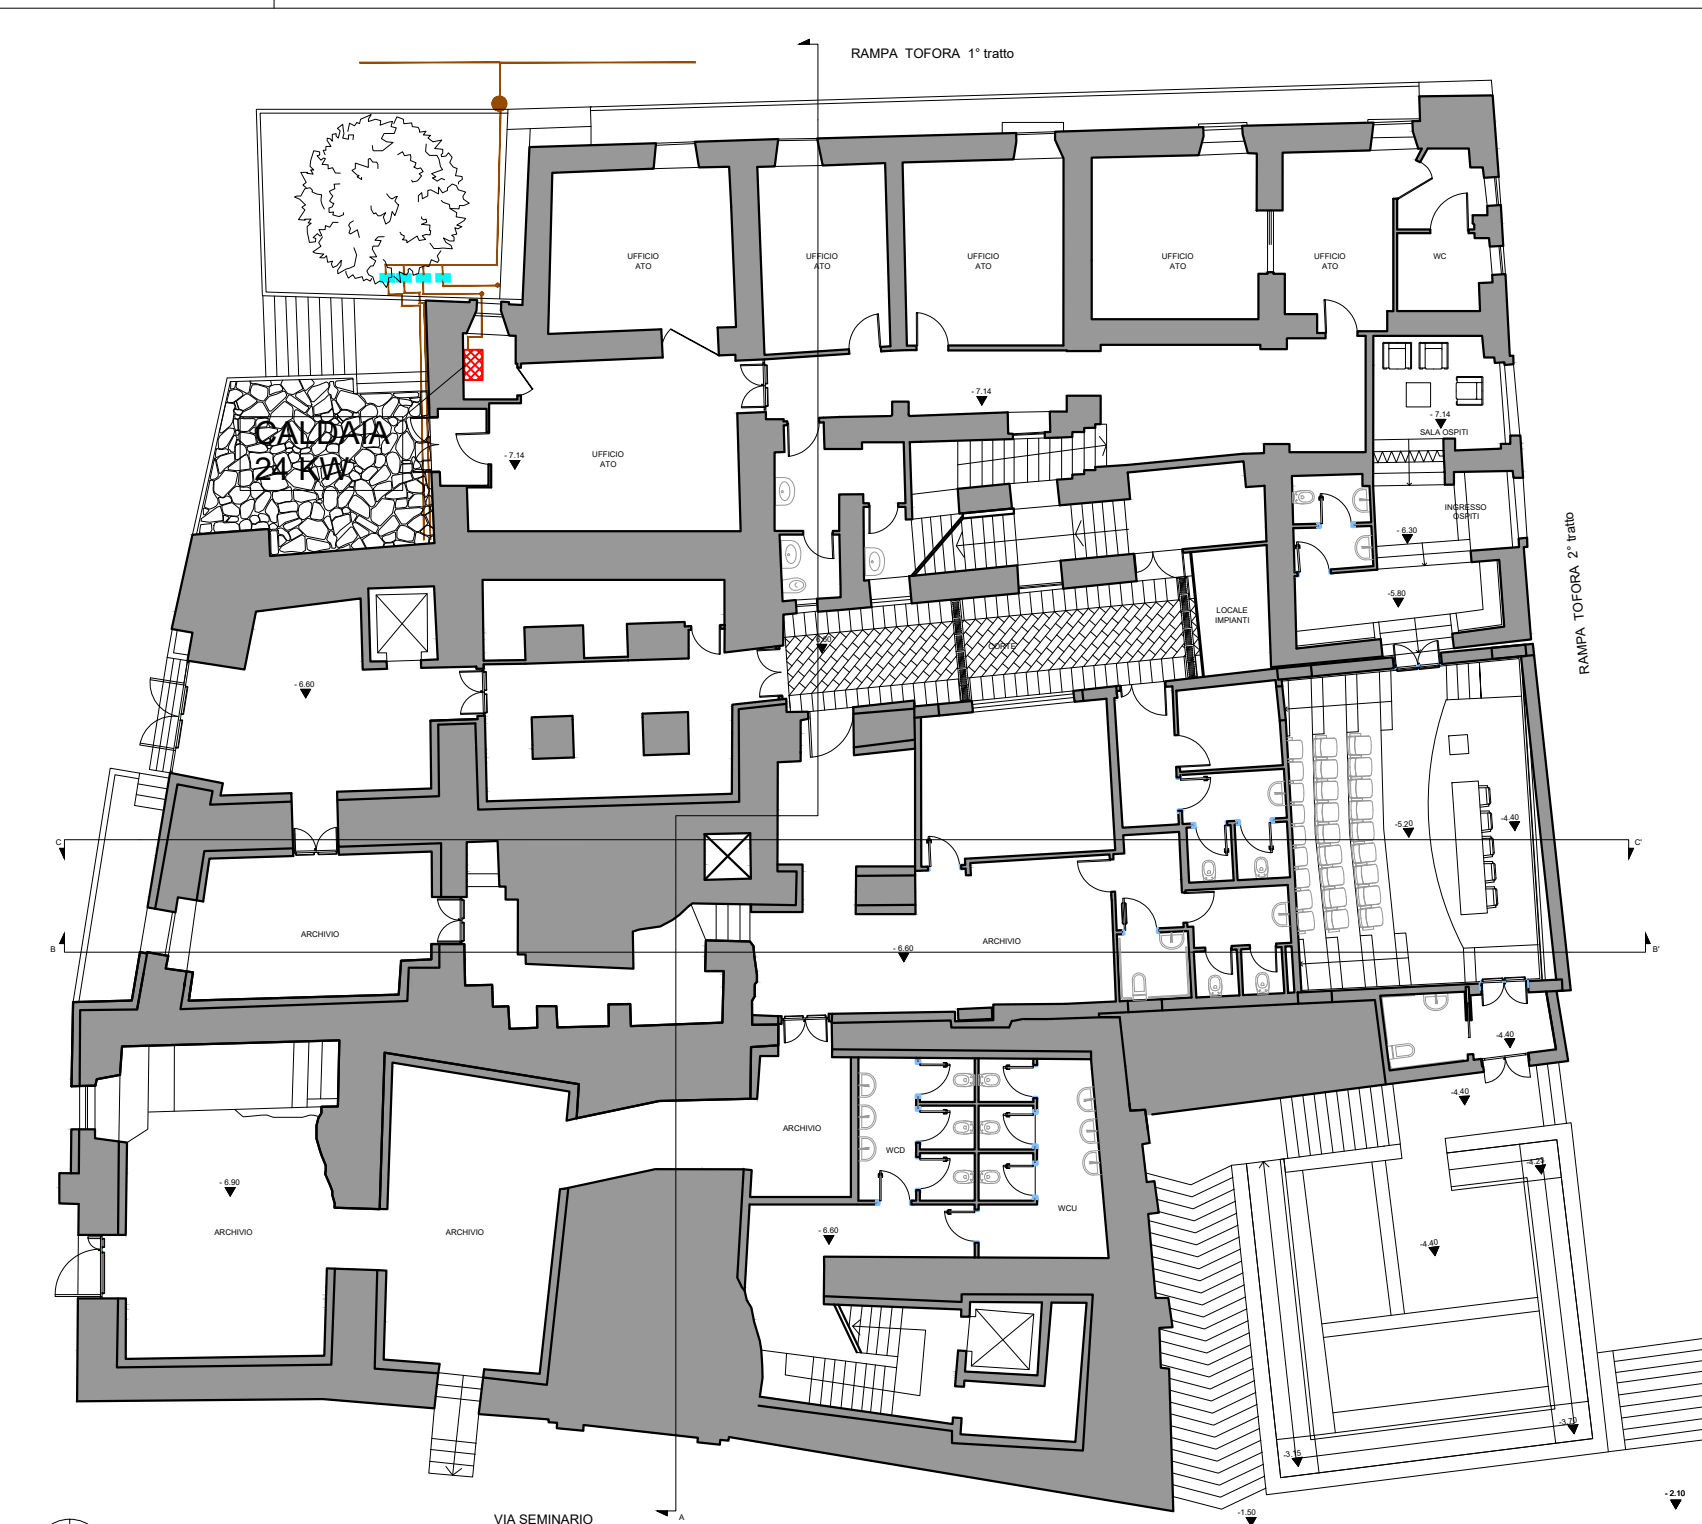 RAMPA TOFORA 1° tratto
UFFICIO
ATO
UFFICIO
ATO
UFFICIO
ATO
UFFICIO
ATO
UFFICIO
ATO
WC
- 7.14
- 7.14
SALA OSPITI
CALDAIA
24 KW
- 7.14
UFFICIO
ATO
INGRESSO
OSPITI
- 6.30
RAMPA TOFORA 2° tratto
-5.80
LOCALE
IMPIANTI
6.60
CORTE
- 6.60
-5.20
-4.40
C
C'
ARCHIVIO
- 6.60
ARCHIVIO
B
B'
-4.40
-4.40
ARCHIVIO
WCD
WCU
-4.23
- 6.90
ARCHIVIO
ARCHIVIO
- 6.60
-4.40
-3.70
-3.15
- 2.10
-1.50
VIA SEMINARIO
A